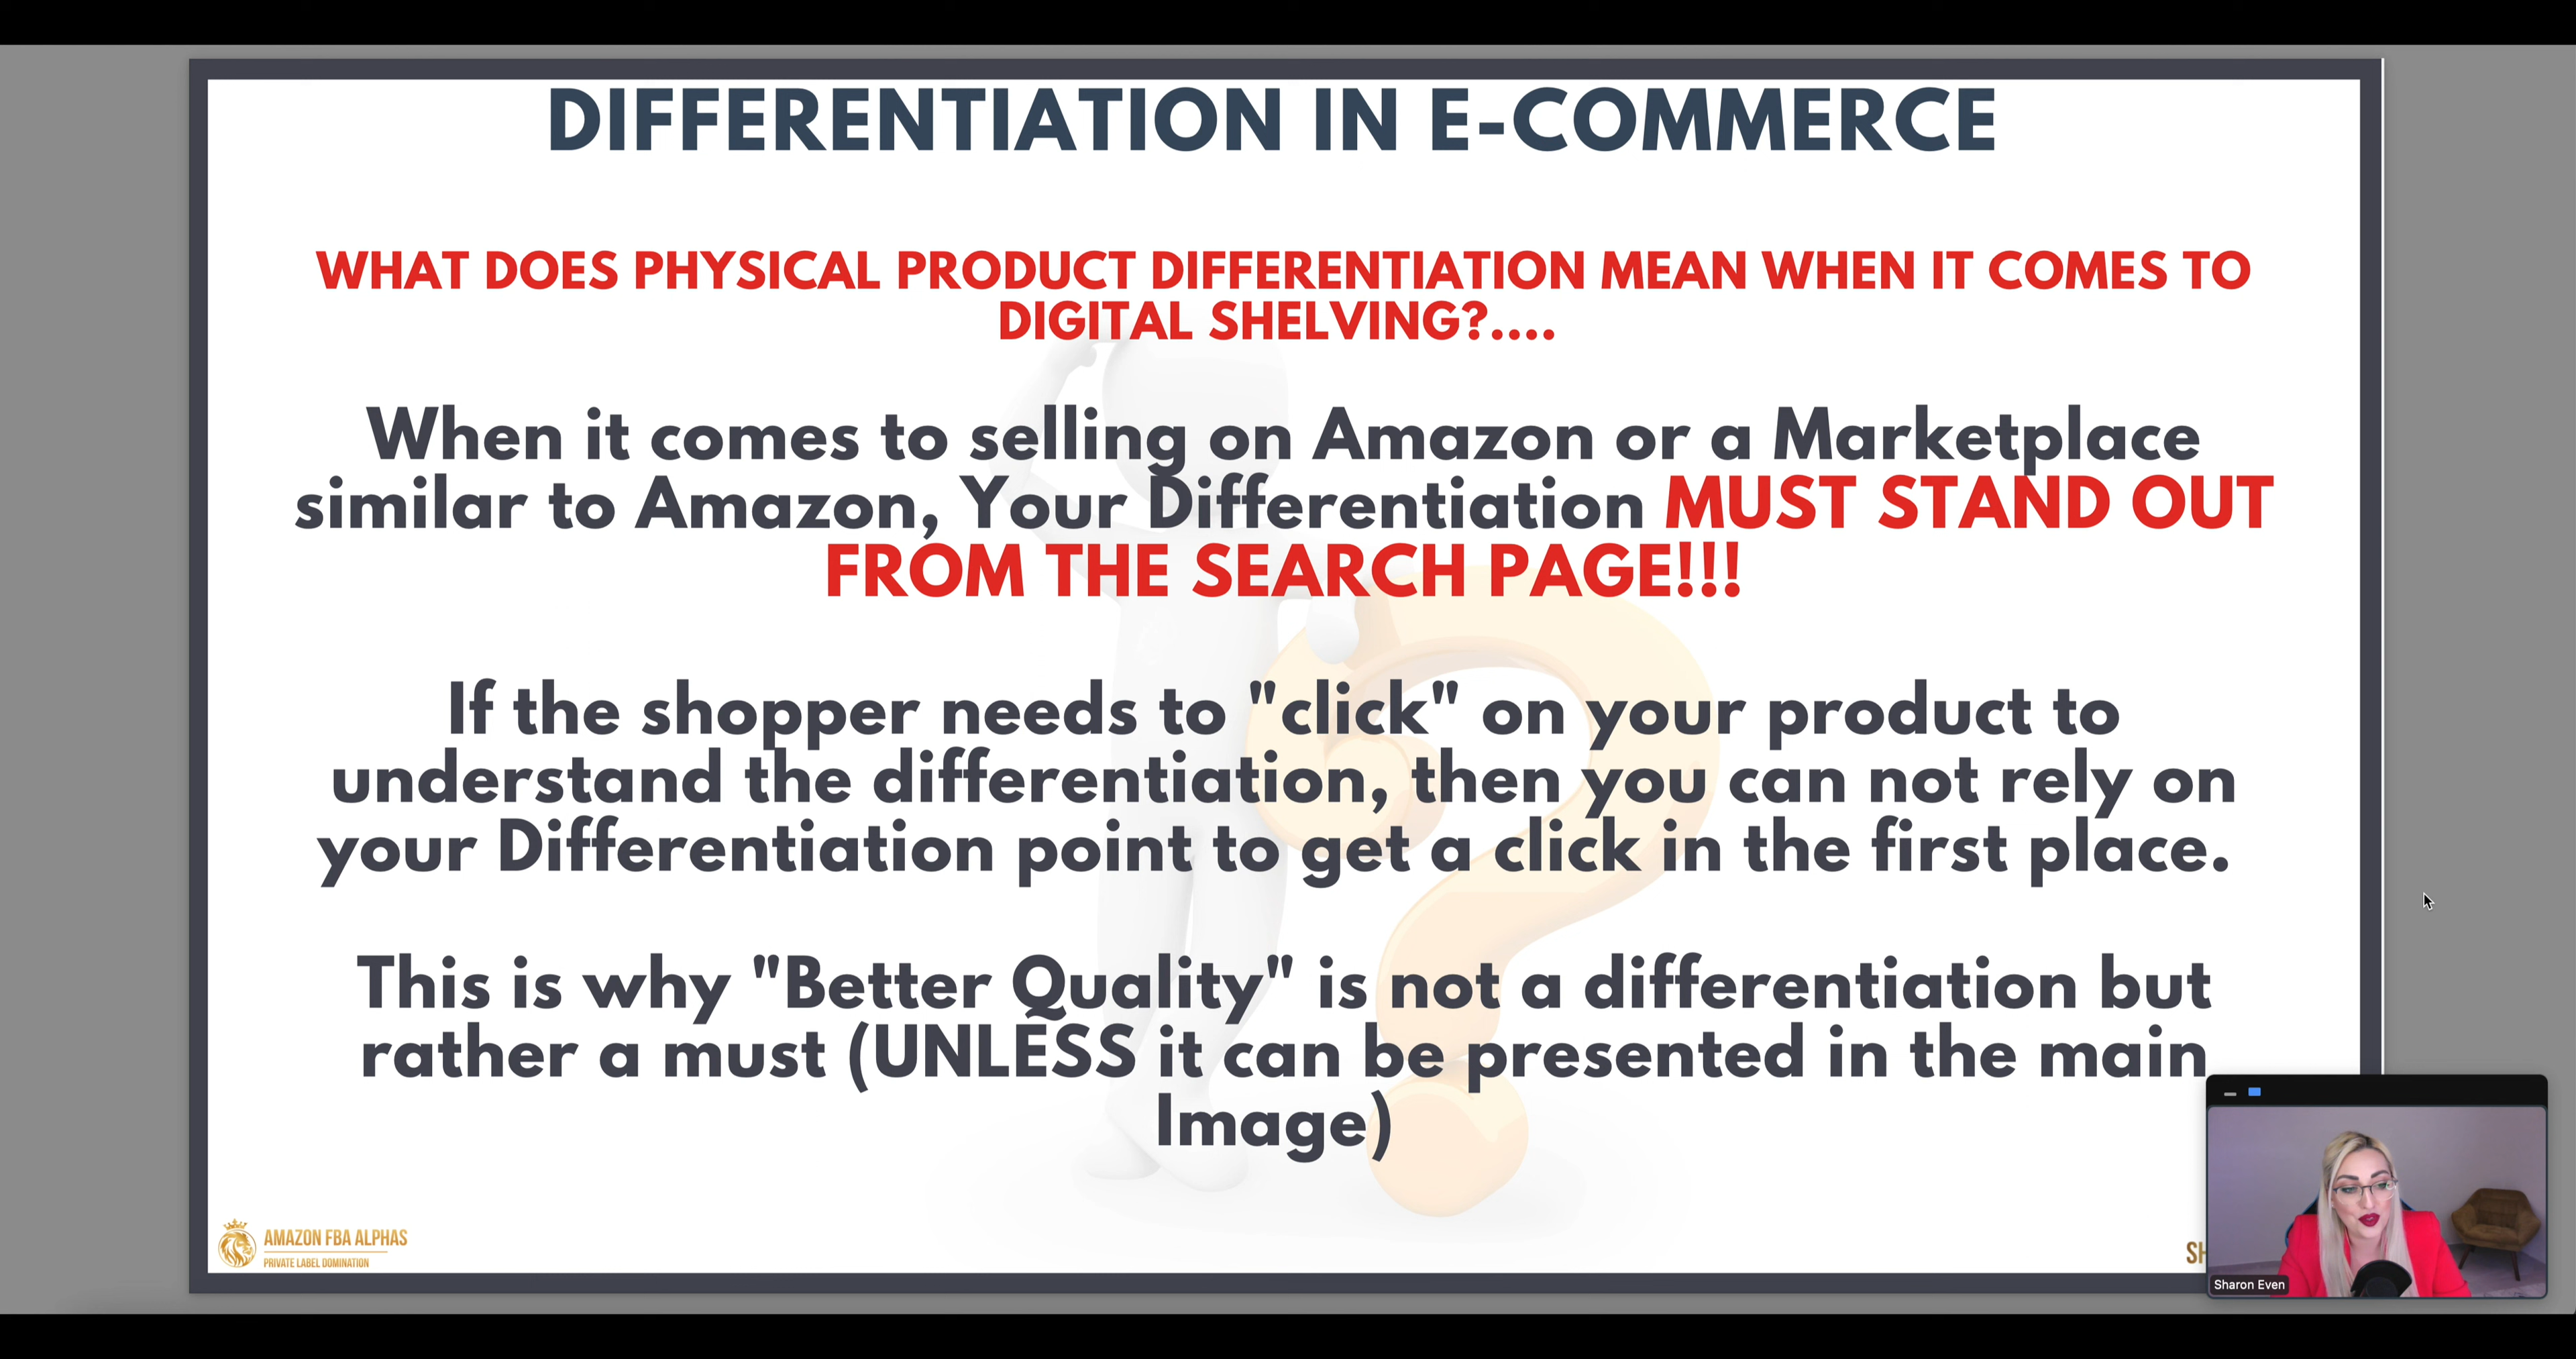 DIFFERENTIATION IN E-COMMERCE
WHAT DOES PHYSICAL PRODUCT DIFFERENTIATION MEAN WHEN IT COMES TO
DIGITAL SHELVING?....
When it comes to selling on Amazon or a Marketplace
similar to Amazon, Your Differentiation MUST STAND OUT
FROM THE SEARCH PAGE!!!
If the shopper needs to "click" on your product to
understand the differentiation, then you can not rely on
your Differentiation point to get a click in the first place.
This is why "Better Quality" is not a differentiation but
rather a must (UNLESS it can be presented in the main
Image)
AMAZON FBA ALPHAS
PRIVATE LABEL DOMINATION
Sharon Even